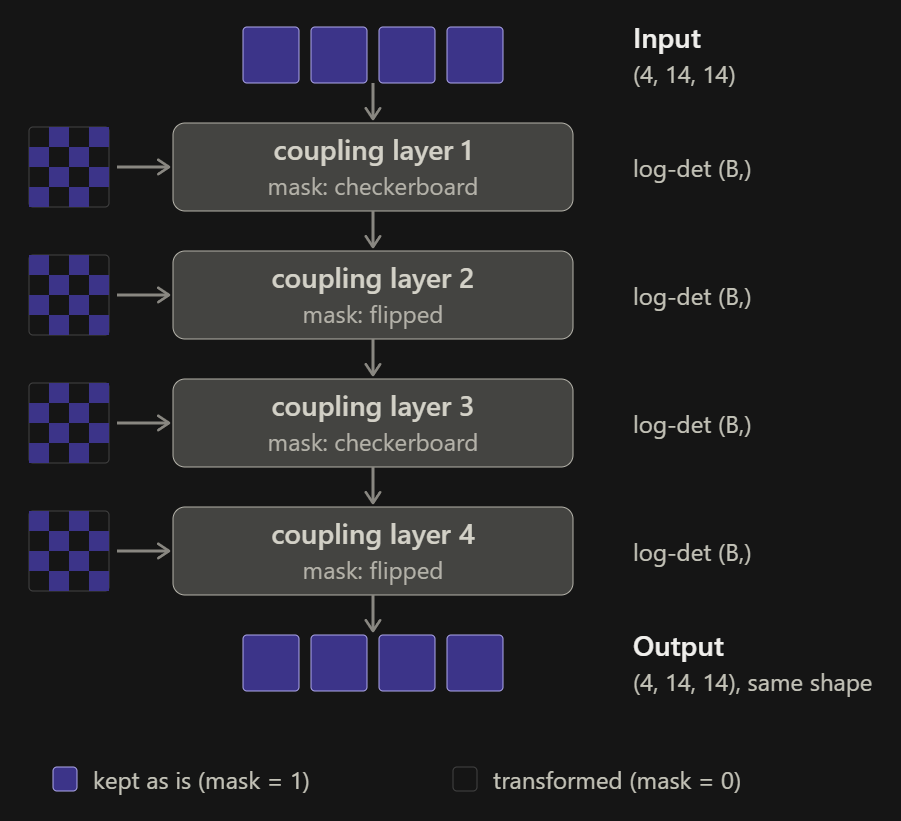 Input
(4, 14, 14)
coupling layer 1
mask: checkerboard
log-det (B,)
coupling layer 2
mask: flipped
log-det (B,)
coupling layer 3
mask: checkerboard
log-det (B,)
coupling layer 4
mask: flipped
log-det (B,)
Output
(4, 14, 14), same shape
kept as is (mask = 1)
transformed (mask = 0)